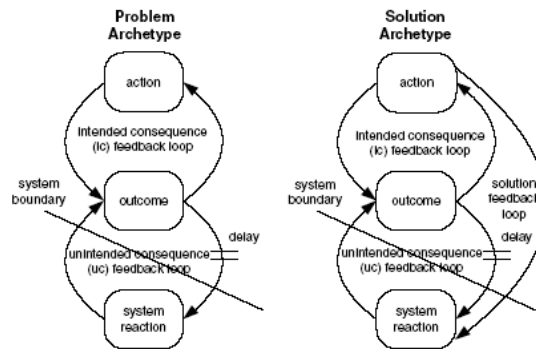 Problem
Archetype
action
intended consequence
(ic) feedback loop
system
boundary
outcome
delay
unintended consequence
(uc) feedback loop
system
reaction
Solution
Archetype
action
intended consequence
(ic) feedback loop
system
boundary
outcome
solution
feedback
loop
delay
unintended consequence
(uc) feedback loop
system
reaction